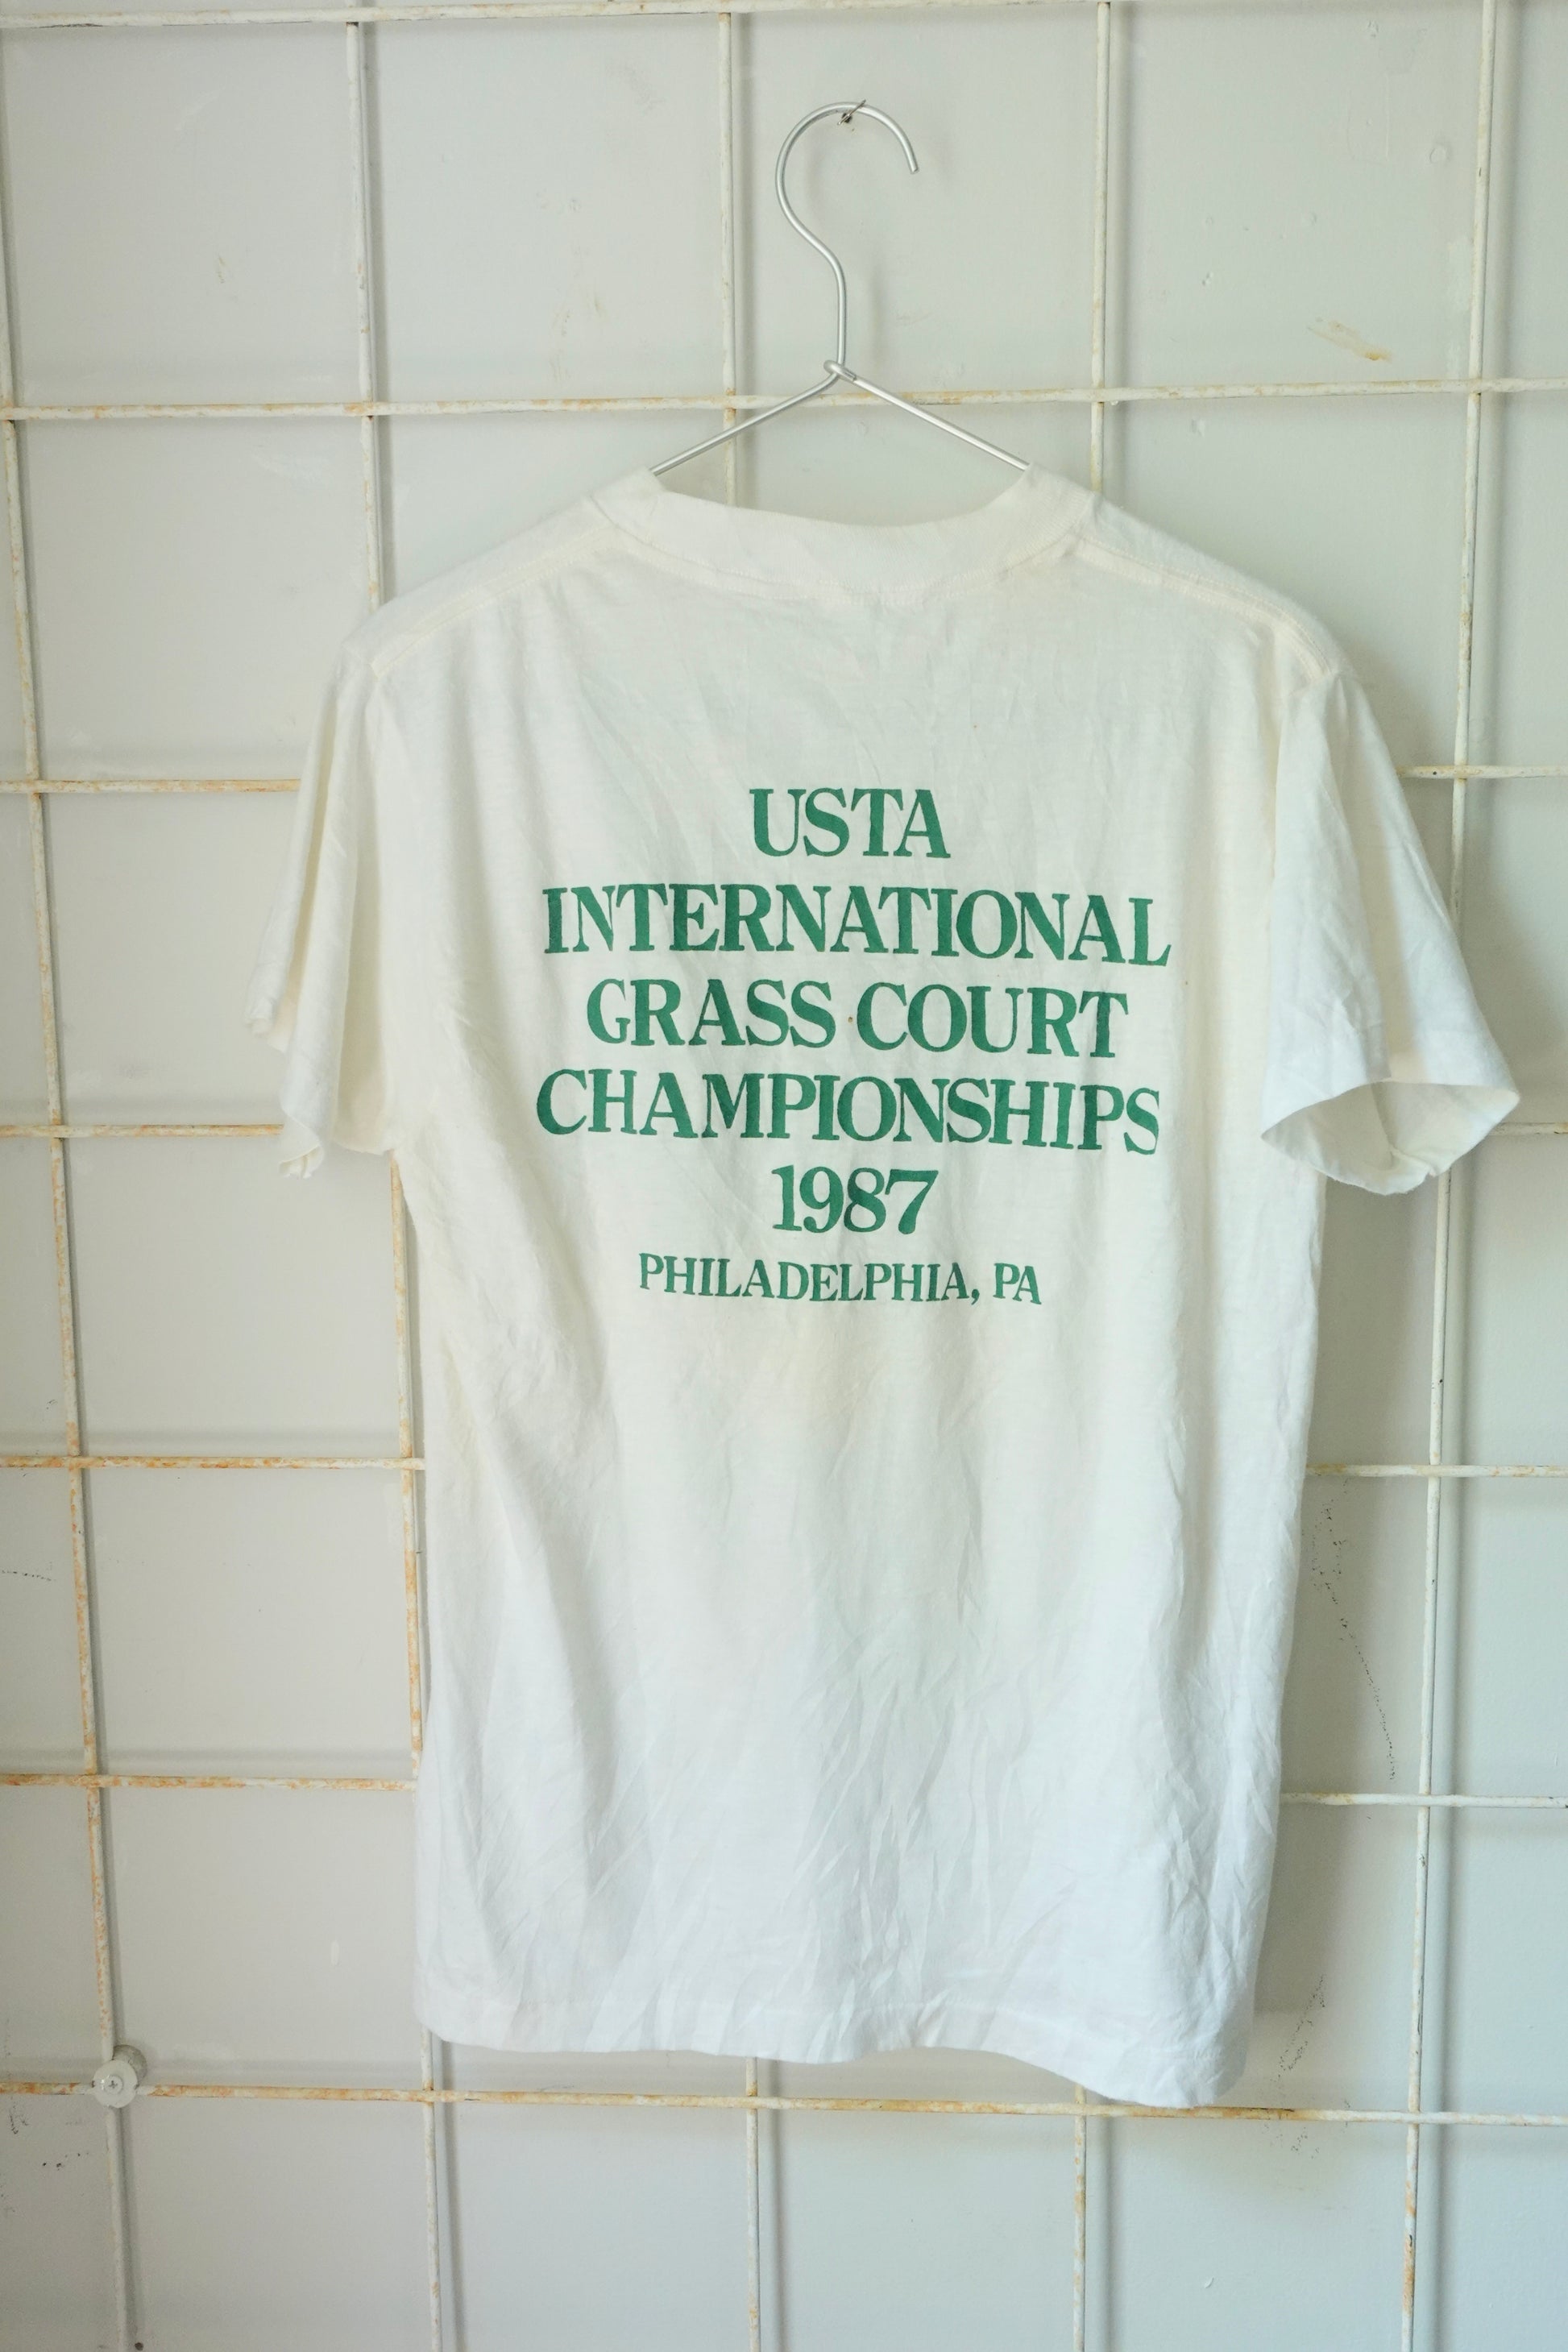 USTA
INTERNATIONAL
GRASS COURT
CHAMPIONSHIPS
1987
PHILADELPHIA, PA